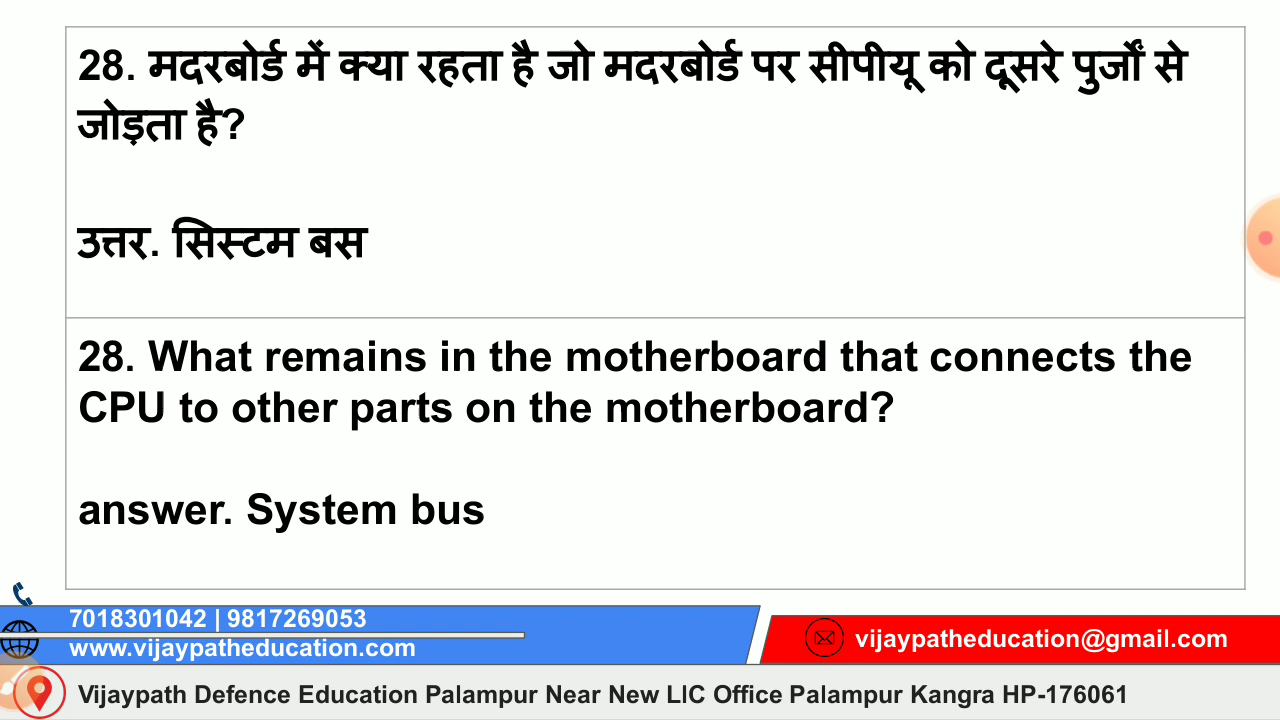 28. मदरबोर्ड में क्या रहता है जो मदरबोर्ड पर सीपीयू को दूसरे पुर्जों से
जोड़ता है?
उत्तर. सिस्टम बस
28. What remains in the motherboard that connects the
CPU to other parts on the motherboard?
answer. System bus
7018301042 | 9817269053
www.vijaypatheducation.com
vijaypatheducation@gmail.com
Vijaypath Defence Education Palampur Near New LIC Office Palampur Kangra HP-176061